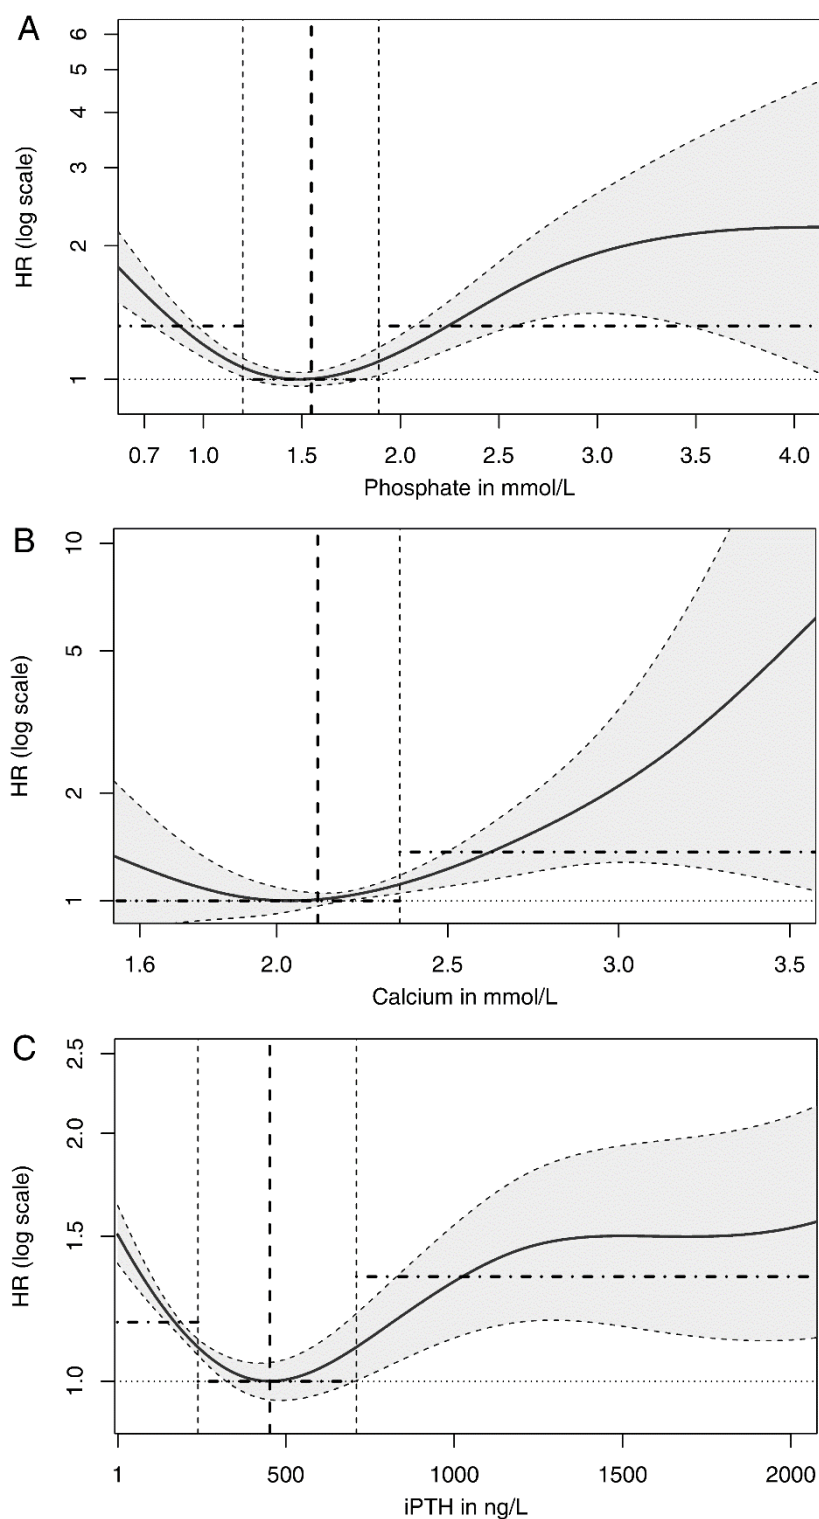 A
HR (log scale)
6
5
4
3
2
1
0.7 1.0 1.5 2.0 2.5 3.0 3.5 4.0
Phosphate in mmol/L
B
HR (log scale)
10
5
2
1
1.6 2.0 2.5 3.0 3.5
Calcium in mmol/L
C
HR (log scale)
2.5
2.0
1.5
1.0
1 500 1000 1500 2000
iPTH in ng/L